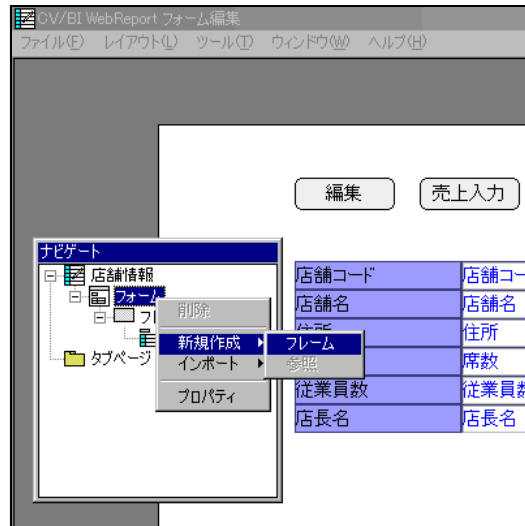 CV/BI WebReport フォーム編集
ファイル(F) レイアウト(L) ツール(T) ウィンドウ(W) ヘルプ(H)
編集 売上入力
ナビゲート
店舗情報
フォーム
フ
タブページ
削除
新規作成 フレーム
インポート 参照
プロパティ
店舗コード 店舗コー
店舗名 店舗名
住所 住所
席数
従業員数 従業員数
店長名 店長名